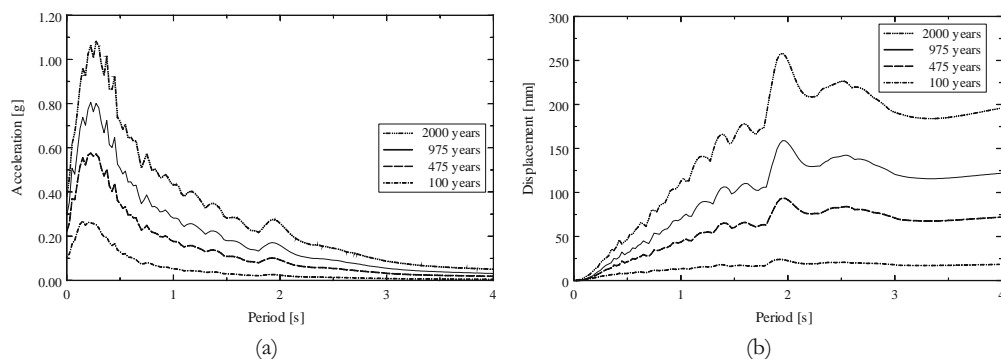 1.20
1.00
0.80
0.60
0.40
0.20
0.00
Acceleration [g]
2000 years
975 years
475 years
100 years
0 1 2 3 4
Period [s]
(a)
300
250
200
150
100
50
0
Displacement [mm]
2000 years
975 years
475 years
100 years
0 1 2 3 4
Period [s]
(b)